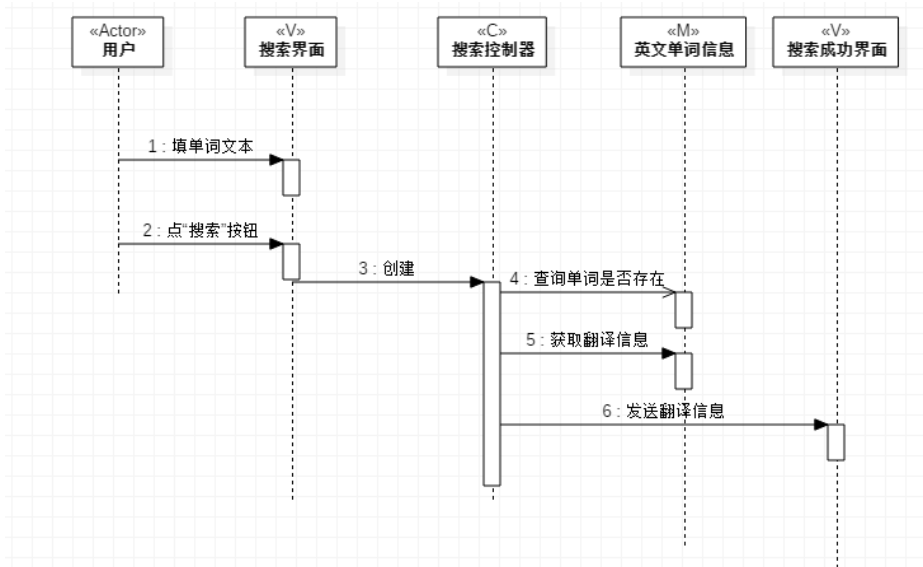 «Actor»
用户
«V»
搜索界面
«C»
搜索控制器
«M»
英文单词信息
«V»
搜索成功界面
1 : 填单词文本
2 : 点“搜索”按钮
3 : 创建
4 : 查询单词是否存在
5 : 获取翻译信息
6 : 发送翻译信息